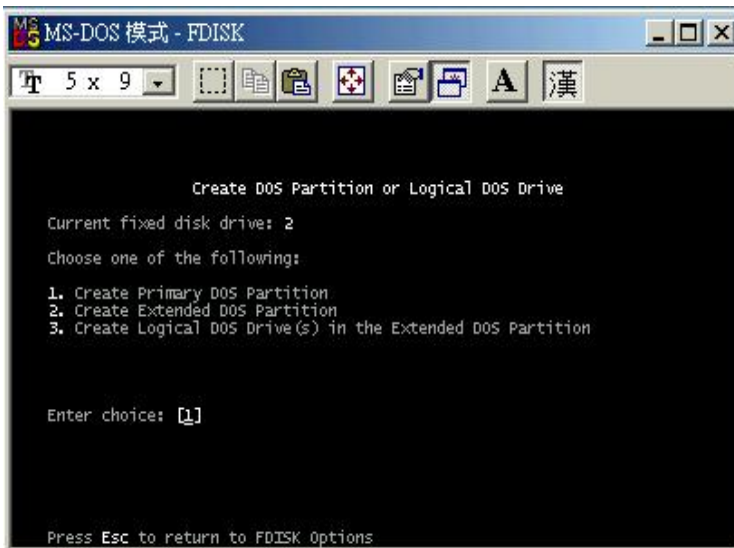 MS-DOS 模式 - FDISK
5 x 9 A 漢
Create DOS Partition or Logical DOS Drive
Current fixed disk drive: 2
Choose one of the following:
1. Create Primary DOS Partition
2. Create Extended DOS Partition
3. Create Logical DOS Drive(s) in the Extended DOS Partition
Enter choice: [1]
Press Esc to return to FDISK Options